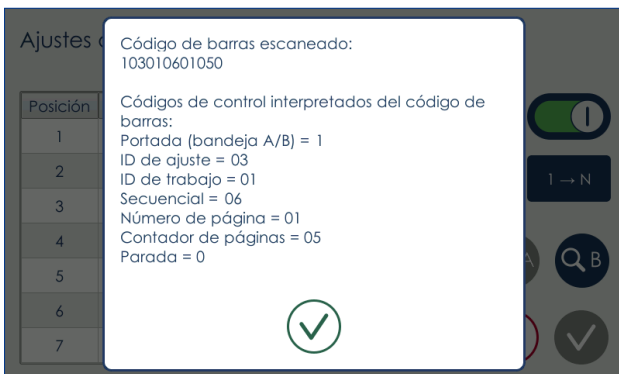 Ajustes
Código de barras escaneado:
103010601050
Códigos de control interpretados del código de
barras:
Portada (bandeja A/B) = 1
ID de ajuste = 03
ID de trabajo = 01
Secuencial = 06
Número de página = 01
Contador de páginas = 05
Parada = 0
Posición
1
2
3
4
5
6
7
1 → N
A
B